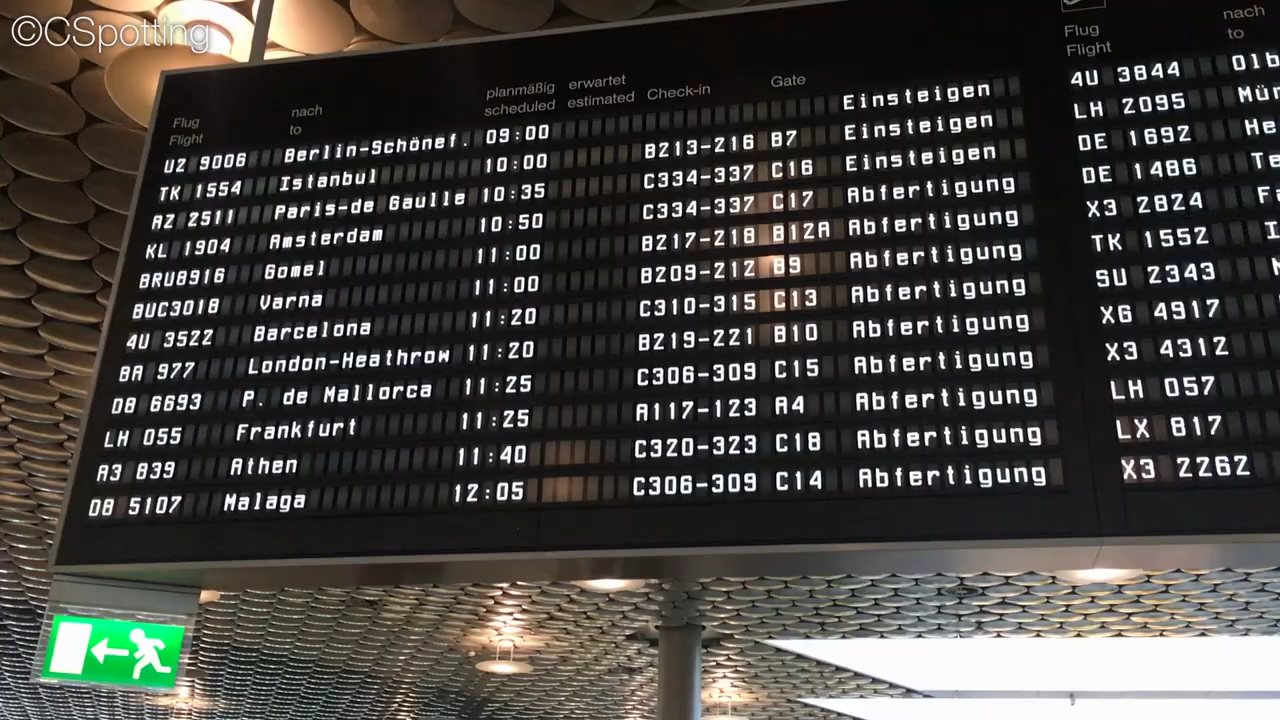 ©CSpotting
Flug nach planmäßig erwartet Check-in Gate
Flight to scheduled estimated
U2 9006 Berlin-Schönef. 09:00 Einsteigen
TK 1554 Istanbul 10:00 B213-216 B7 Einsteigen
AZ 2511 Paris-de Gaulle 10:35 C334-337 C16 Einsteigen
KL 1904 Amsterdam 10:50 C334-337 C17 Abfertigung
BRU8916 Gomel 11:00 B217-218 B12A Abfertigung
BUC3018 Varna 11:00 B209-212 B9 Abfertigung
4U 3522 Barcelona 11:20 C310-315 C13 Abfertigung
BA 977 London-Heathrow 11:20 B219-221 B10 Abfertigung
DB 6693 P. de Mallorca 11:25 C306-309 C15 Abfertigung
LH 055 Frankfurt 11:25 A117-123 A4 Abfertigung
A3 839 Athen 11:40 C320-323 C18 Abfertigung
DB 5107 Malaga 12:05 C306-309 C14 Abfertigung
Flug nach
Flight to
4U 3844 Olb
LH 2095 Mün
DE 1692 He
DE 1486 Te
X3 2824 Fa
TK 1552 I
SU 2343 M
X6 4917
X3 4312
LH 057
LX 817
X3 2262